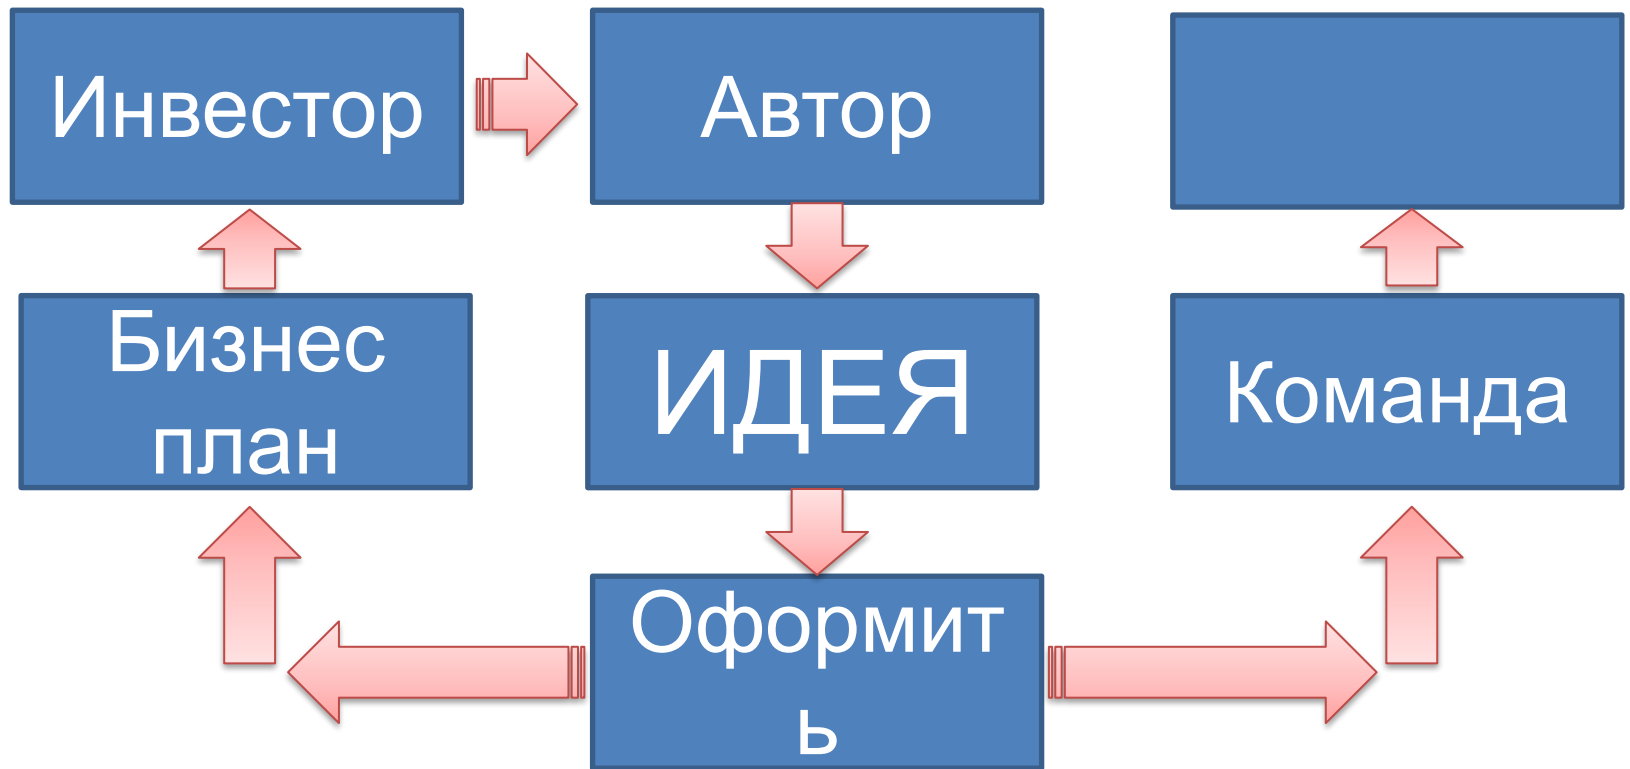 Инвестор
Автор
Бизнес
план
ИДЕЯ
Команда
Оформит
ь